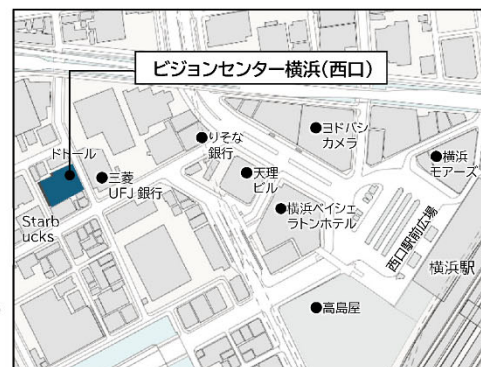 ビジョンセンター横浜(西口)
りそな
銀行
ヨドバシ
カメラ
横浜
モアーズ
ドトール
三菱
UFJ 銀行
天理
ビル
横浜ベイシェ
ラトンホテル
Starb
ucks
西口駅前広場
横浜駅
高島屋